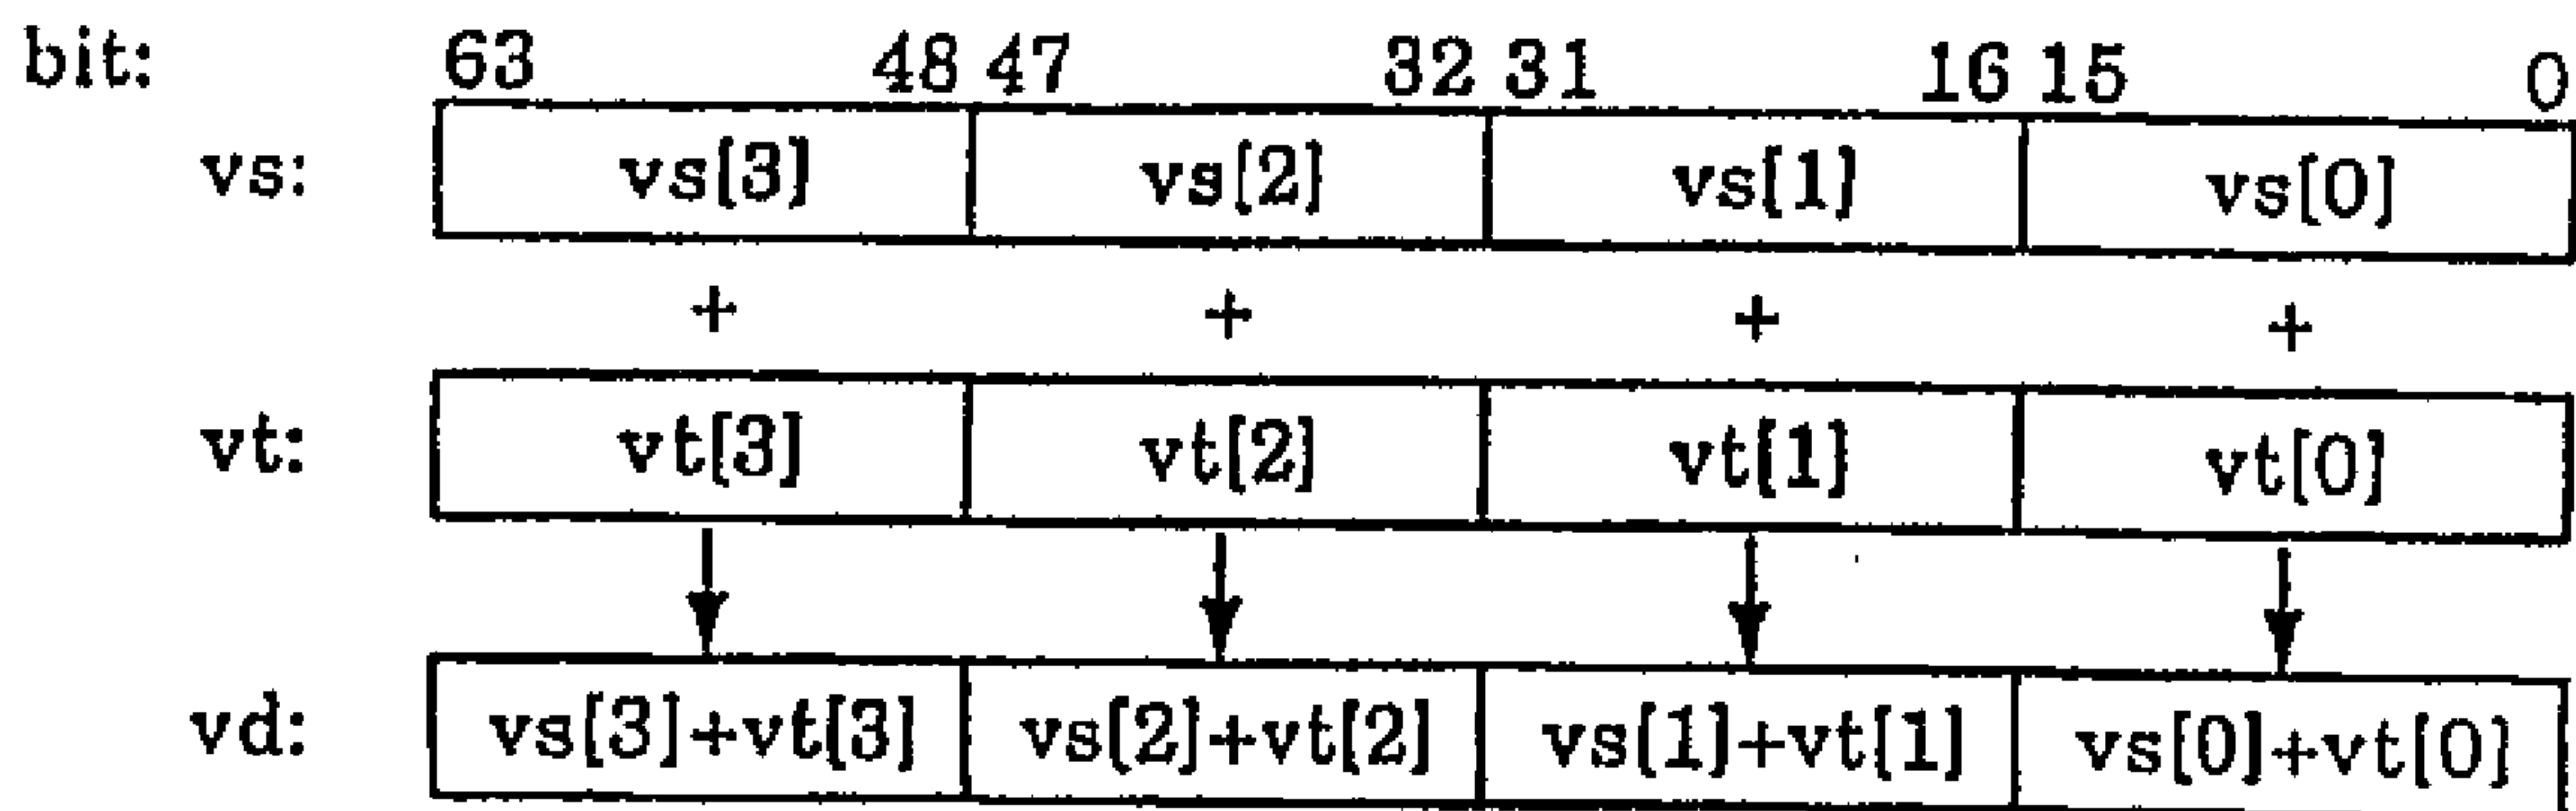 bit: 63 48 47 32 31 16 15 0
vs: vs[3] vs[2] vs[1] vs[0]
+ + + +
vt: vt[3] vt[2] vt[1] vt[0]
vd: vs[3]+vt[3] vs[2]+vt[2] vs[1]+vt[1] vs[0]+vt[0]